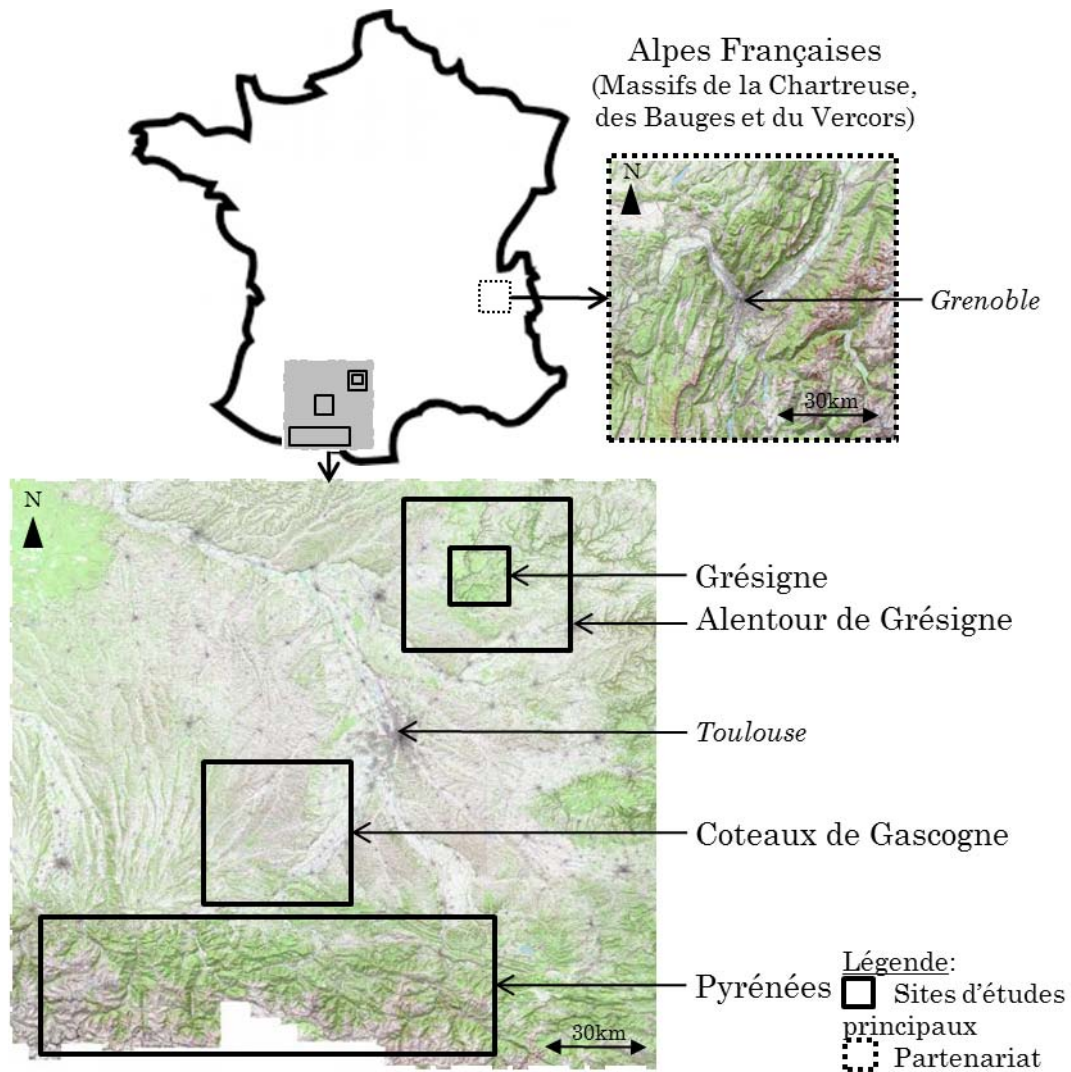 Alpes Françaises
(Massifs de la Chartreuse,
des Bauges et du Vercors)
N
Grenoble
30km
N
Grésigne
Alentour de Grésigne
Toulouse
Coteaux de Gascogne
Pyrénées
30km
Légende:
Sites d'études
principaux
Partenariat